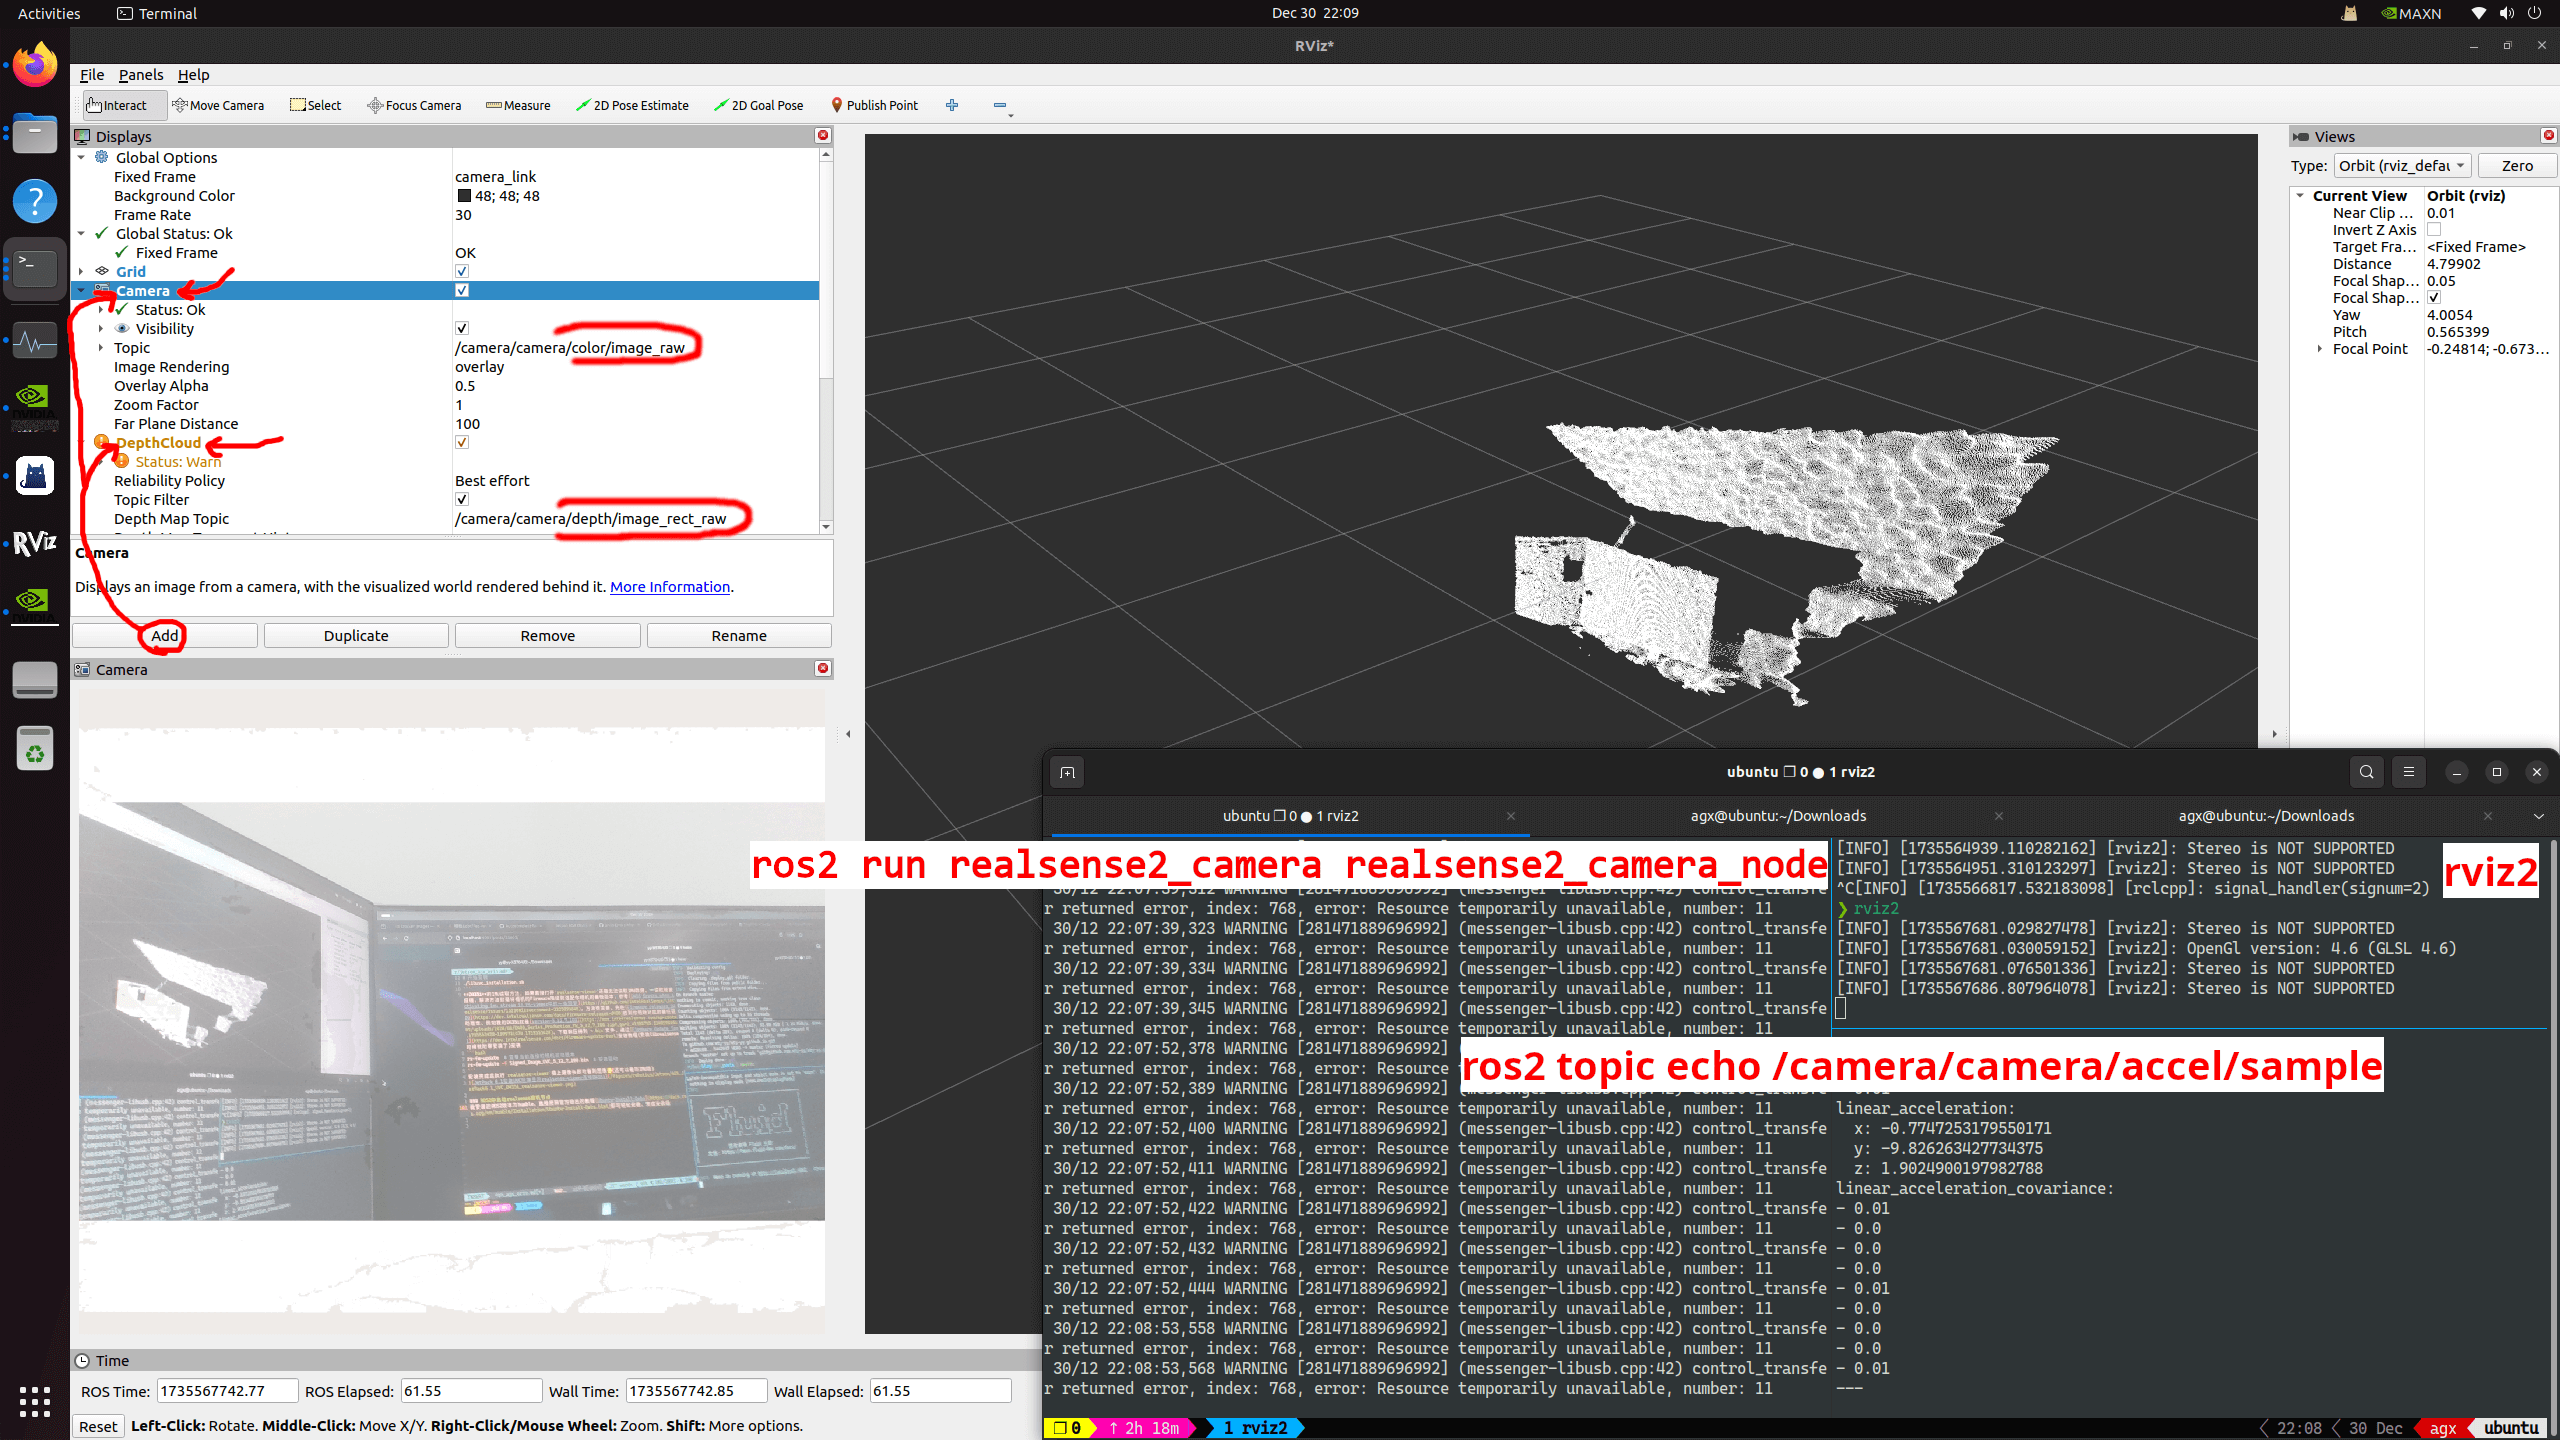 Activities
Terminal
Dec 30 22:09
MAXN
RViz*
File Panels Help
Interact
Move Camera
Select
Focus Camera
Measure
2D Pose Estimate
2D Goal Pose
Publish Point
Displays
Global Options
Fixed Frame camera_link
Background Color 48; 48; 48
Frame Rate 30
Global Status: Ok
Fixed Frame OK
Grid
Camera
Status: Ok
Visibility
Topic /camera/camera/color/image_raw
Image Rendering overlay
Overlay Alpha 0.5
Zoom Factor 1
Far Plane Distance 100
DepthCloud
Status: Warn
Reliability Policy Best effort
Topic Filter
Depth Map Topic /camera/camera/depth/image_rect_raw
Camera
Displays an image from a camera, with the visualized world rendered behind it. More Information.
Add
Duplicate
Remove
Rename
Camera
Time
ROS Time: 1735567742.77 ROS Elapsed: 61.55 Wall Time: 1735567742.85 Wall Elapsed: 61.55
Reset Left-Click: Rotate. Middle-Click: Move X/Y. Right-Click/Mouse Wheel: Zoom. Shift: More options.
RViz
Views
Type: Orbit (rviz_defau Zero
Current View Orbit (rviz)
Near Clip ... 0.01
Invert Z Axis
Target Fra... <Fixed Frame>
Distance 4.79902
Focal Shap... 0.05
Focal Shap...
Yaw 4.0054
Pitch 0.565399
Focal Point -0.24814; -0.673...
ubuntu ❐ 0 ● 1 rviz2
ubuntu ❐ 0 ● 1 rviz2
agx@ubuntu:~/Downloads
agx@ubuntu:~/Downloads
ros2 run realsense2_camera realsense2_camera_node
r returned error, index: 768, error: Resource temporarily unavailable, number: 11
30/12 22:07:39,323 WARNING [281471889696992] (messenger-libusb.cpp:42) control_transfe
r returned error, index: 768, error: Resource temporarily unavailable, number: 11
30/12 22:07:39,334 WARNING [281471889696992] (messenger-libusb.cpp:42) control_transfe
r returned error, index: 768, error: Resource temporarily unavailable, number: 11
30/12 22:07:39,345 WARNING [281471889696992] (messenger-libusb.cpp:42) control_transfe
r returned error, index: 768, error: Resource temporarily unavailable, number: 11
30/12 22:07:52,378 WARNING [281471889696992]
r returned error, index: 768, error: Resource
30/12 22:07:52,389 WARNING [281471889696992] (messenger-libusb.cpp:42) control_transfe
r returned error, index: 768, error: Resource temporarily unavailable, number: 11
30/12 22:07:52,400 WARNING [281471889696992] (messenger-libusb.cpp:42) control_transfe
r returned error, index: 768, error: Resource temporarily unavailable, number: 11
30/12 22:07:52,411 WARNING [281471889696992] (messenger-libusb.cpp:42) control_transfe
r returned error, index: 768, error: Resource temporarily unavailable, number: 11
30/12 22:07:52,422 WARNING [281471889696992] (messenger-libusb.cpp:42) control_transfe
r returned error, index: 768, error: Resource temporarily unavailable, number: 11
30/12 22:07:52,432 WARNING [281471889696992] (messenger-libusb.cpp:42) control_transfe
r returned error, index: 768, error: Resource temporarily unavailable, number: 11
30/12 22:07:52,444 WARNING [281471889696992] (messenger-libusb.cpp:42) control_transfe
r returned error, index: 768, error: Resource temporarily unavailable, number: 11
30/12 22:08:53,558 WARNING [281471889696992] (messenger-libusb.cpp:42) control_transfe
r returned error, index: 768, error: Resource temporarily unavailable, number: 11
30/12 22:08:53,568 WARNING [281471889696992] (messenger-libusb.cpp:42) control_transfe
r returned error, index: 768, error: Resource temporarily unavailable, number: 11
[INFO] [1735564939.110282162] [rviz2]: Stereo is NOT SUPPORTED
[INFO] [1735564951.310123297] [rviz2]: Stereo is NOT SUPPORTED
^C[INFO] [1735566817.532183098] [rclcpp]: signal_handler(signum=2)
rviz2
❯ rviz2
[INFO] [1735567681.029827478] [rviz2]: Stereo is NOT SUPPORTED
[INFO] [1735567681.030059152] [rviz2]: OpenGl version: 4.6 (GLSL 4.6)
[INFO] [1735567681.076501336] [rviz2]: Stereo is NOT SUPPORTED
[INFO] [1735567686.807964078] [rviz2]: Stereo is NOT SUPPORTED
ros2 topic echo /camera/camera/accel/sample
linear_acceleration:
x: -0.7747253179550171
y: -9.826263427734375
z: 1.9024900197982788
linear_acceleration_covariance:
- 0.01
- 0.0
- 0.0
- 0.0
- 0.01
- 0.0
- 0.0
- 0.0
- 0.01
---
❐ 0 ↑ 2h 18m 1 rviz2
22:08 30 Dec agx ubuntu